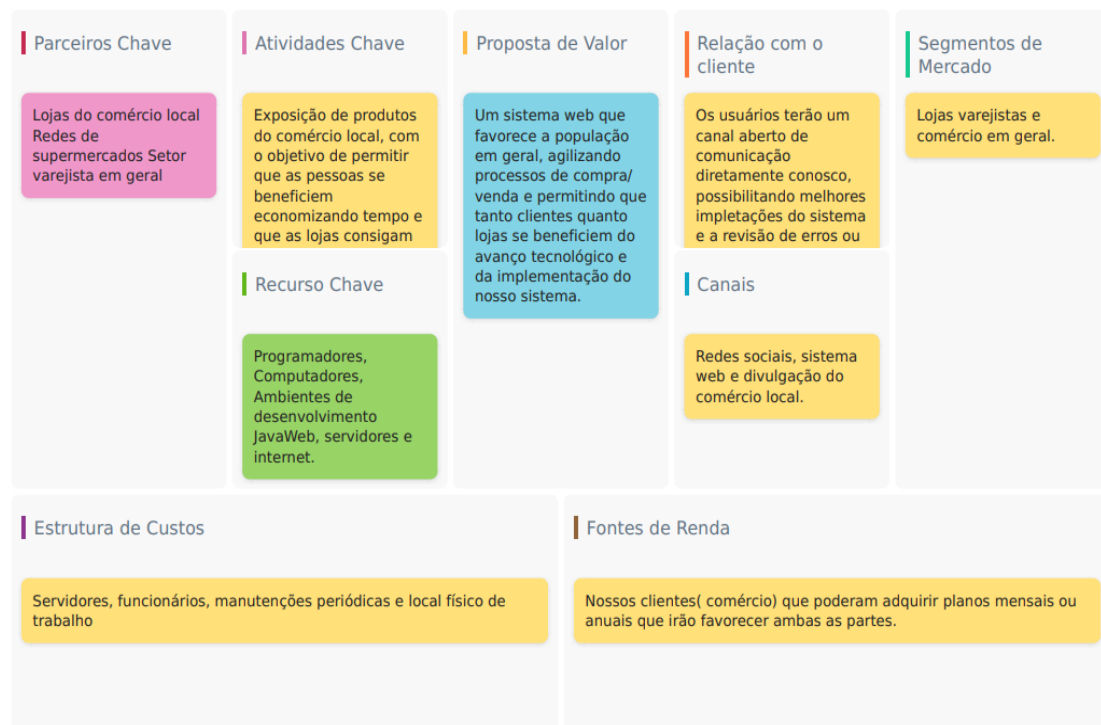 Parceiros Chave
Lojas do comércio local
Redes de
supermercados Setor
varejista em geral
Atividades Chave
Exposição de produtos
do comércio local, com
o objetivo de permitir
que as pessoas se
beneficiem
economizando tempo e
que as lojas consigam
Recurso Chave
Programadores,
Computadores,
Ambientes de
desenvolvimento
JavaWeb, servidores e
internet.
Proposta de Valor
Um sistema web que
favorece a população
em geral, agilizando
processos de compra/
venda e permitindo que
tanto clientes quanto
lojas se beneficiem do
avanço tecnológico e
da implementação do
nosso sistema.
Relação com o
cliente
Os usuários terão um
canal aberto de
comunicação
diretamente conosco,
possibilitando melhores
impletações do sistema
e a revisão de erros ou
Canais
Redes sociais, sistema
web e divulgação do
comércio local.
Segmentos de
Mercado
Lojas varejistas e
comércio em geral.
Estrutura de Custos
Servidores, funcionários, manutenções periódicas e local físico de
trabalho
Fontes de Renda
Nossos clientes( comércio) que poderam adquirir planos mensais ou
anuais que irão favorecer ambas as partes.